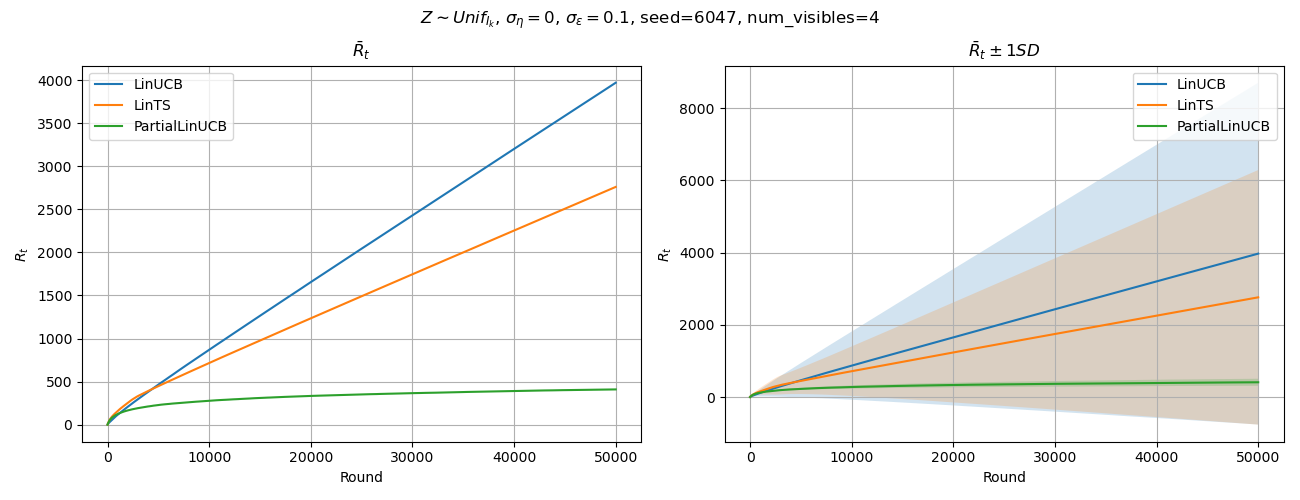 Z ∼ Unif_{I_k}, σ_η = 0, σ_ε = 0.1, seed=6047, num_visibles=4
R̄_t
4000
3500
3000
2500
2000
1500
1000
500
0
R_t
LinUCB
LinTS
PartialLinUCB
0 10000 20000 30000 40000 50000
Round
R̄_t ± 1SD
8000
6000
4000
2000
0
R_t
LinUCB
LinTS
PartialLinUCB
0 10000 20000 30000 40000 50000
Round